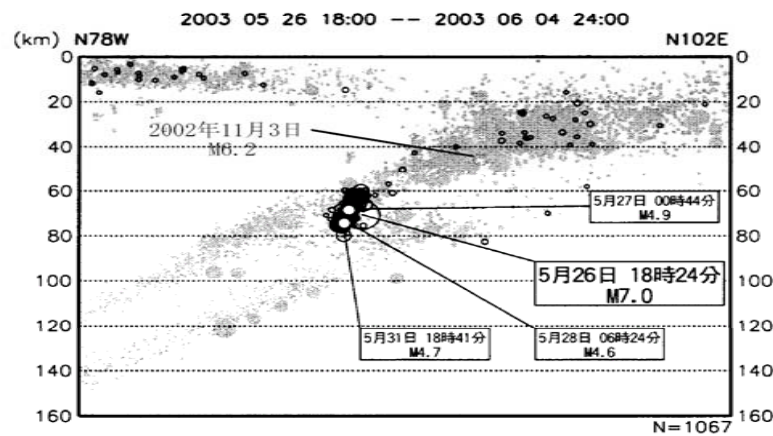 2003 05 26 18:00 -- 2003 06 04 24:00
(km) N78W N102E
0 0
20 20
2002年11月3日
M6.2
40 40
60 60
5月27日 00時44分
M4.9
80 80
5月26日 18時24分
M7.0
100 100
120 120
5月31日 18時41分
M4.7
5月28日 06時24分
M4.6
140 140
160 160
N=1067